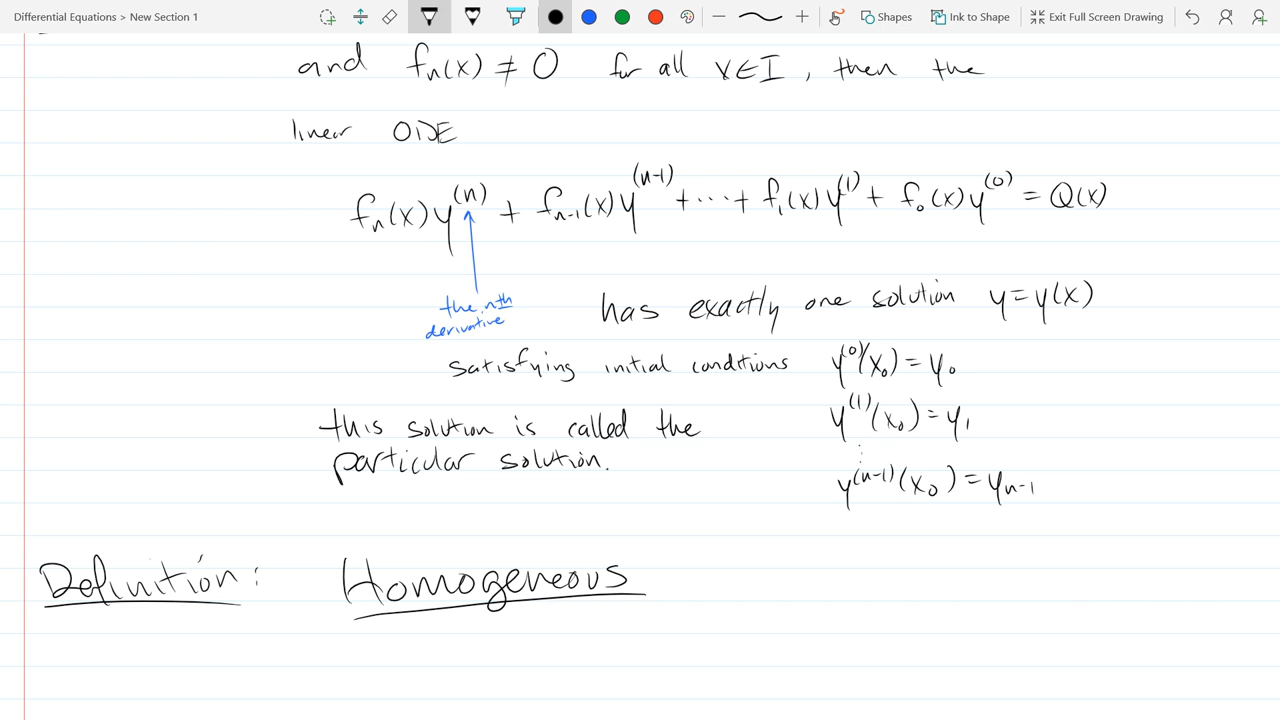 Differential Equations > New Section 1
Shapes
Ink to Shape
Exit Full Screen Drawing
and fₙ(x) ≠ 0 for all x∈I, then the
linear ODE
fₙ(x)y⁽ⁿ⁾ + fₙ₋₁(x)y⁽ⁿ⁻¹⁾ + ⋯ + f₁(x)y⁽¹⁾ + f₀(x)y⁽⁰⁾ = Q(x)
the nth
derivative
has exactly one solution y=y(x)
satisfying initial conditions y⁽⁰⁾(x₀)=y₀
y⁽¹⁾(x₀)=y₁
⋮
y⁽ⁿ⁻¹⁾(x₀)=yₙ₋₁
this solution is called the
particular solution.
Definition: Homogeneous